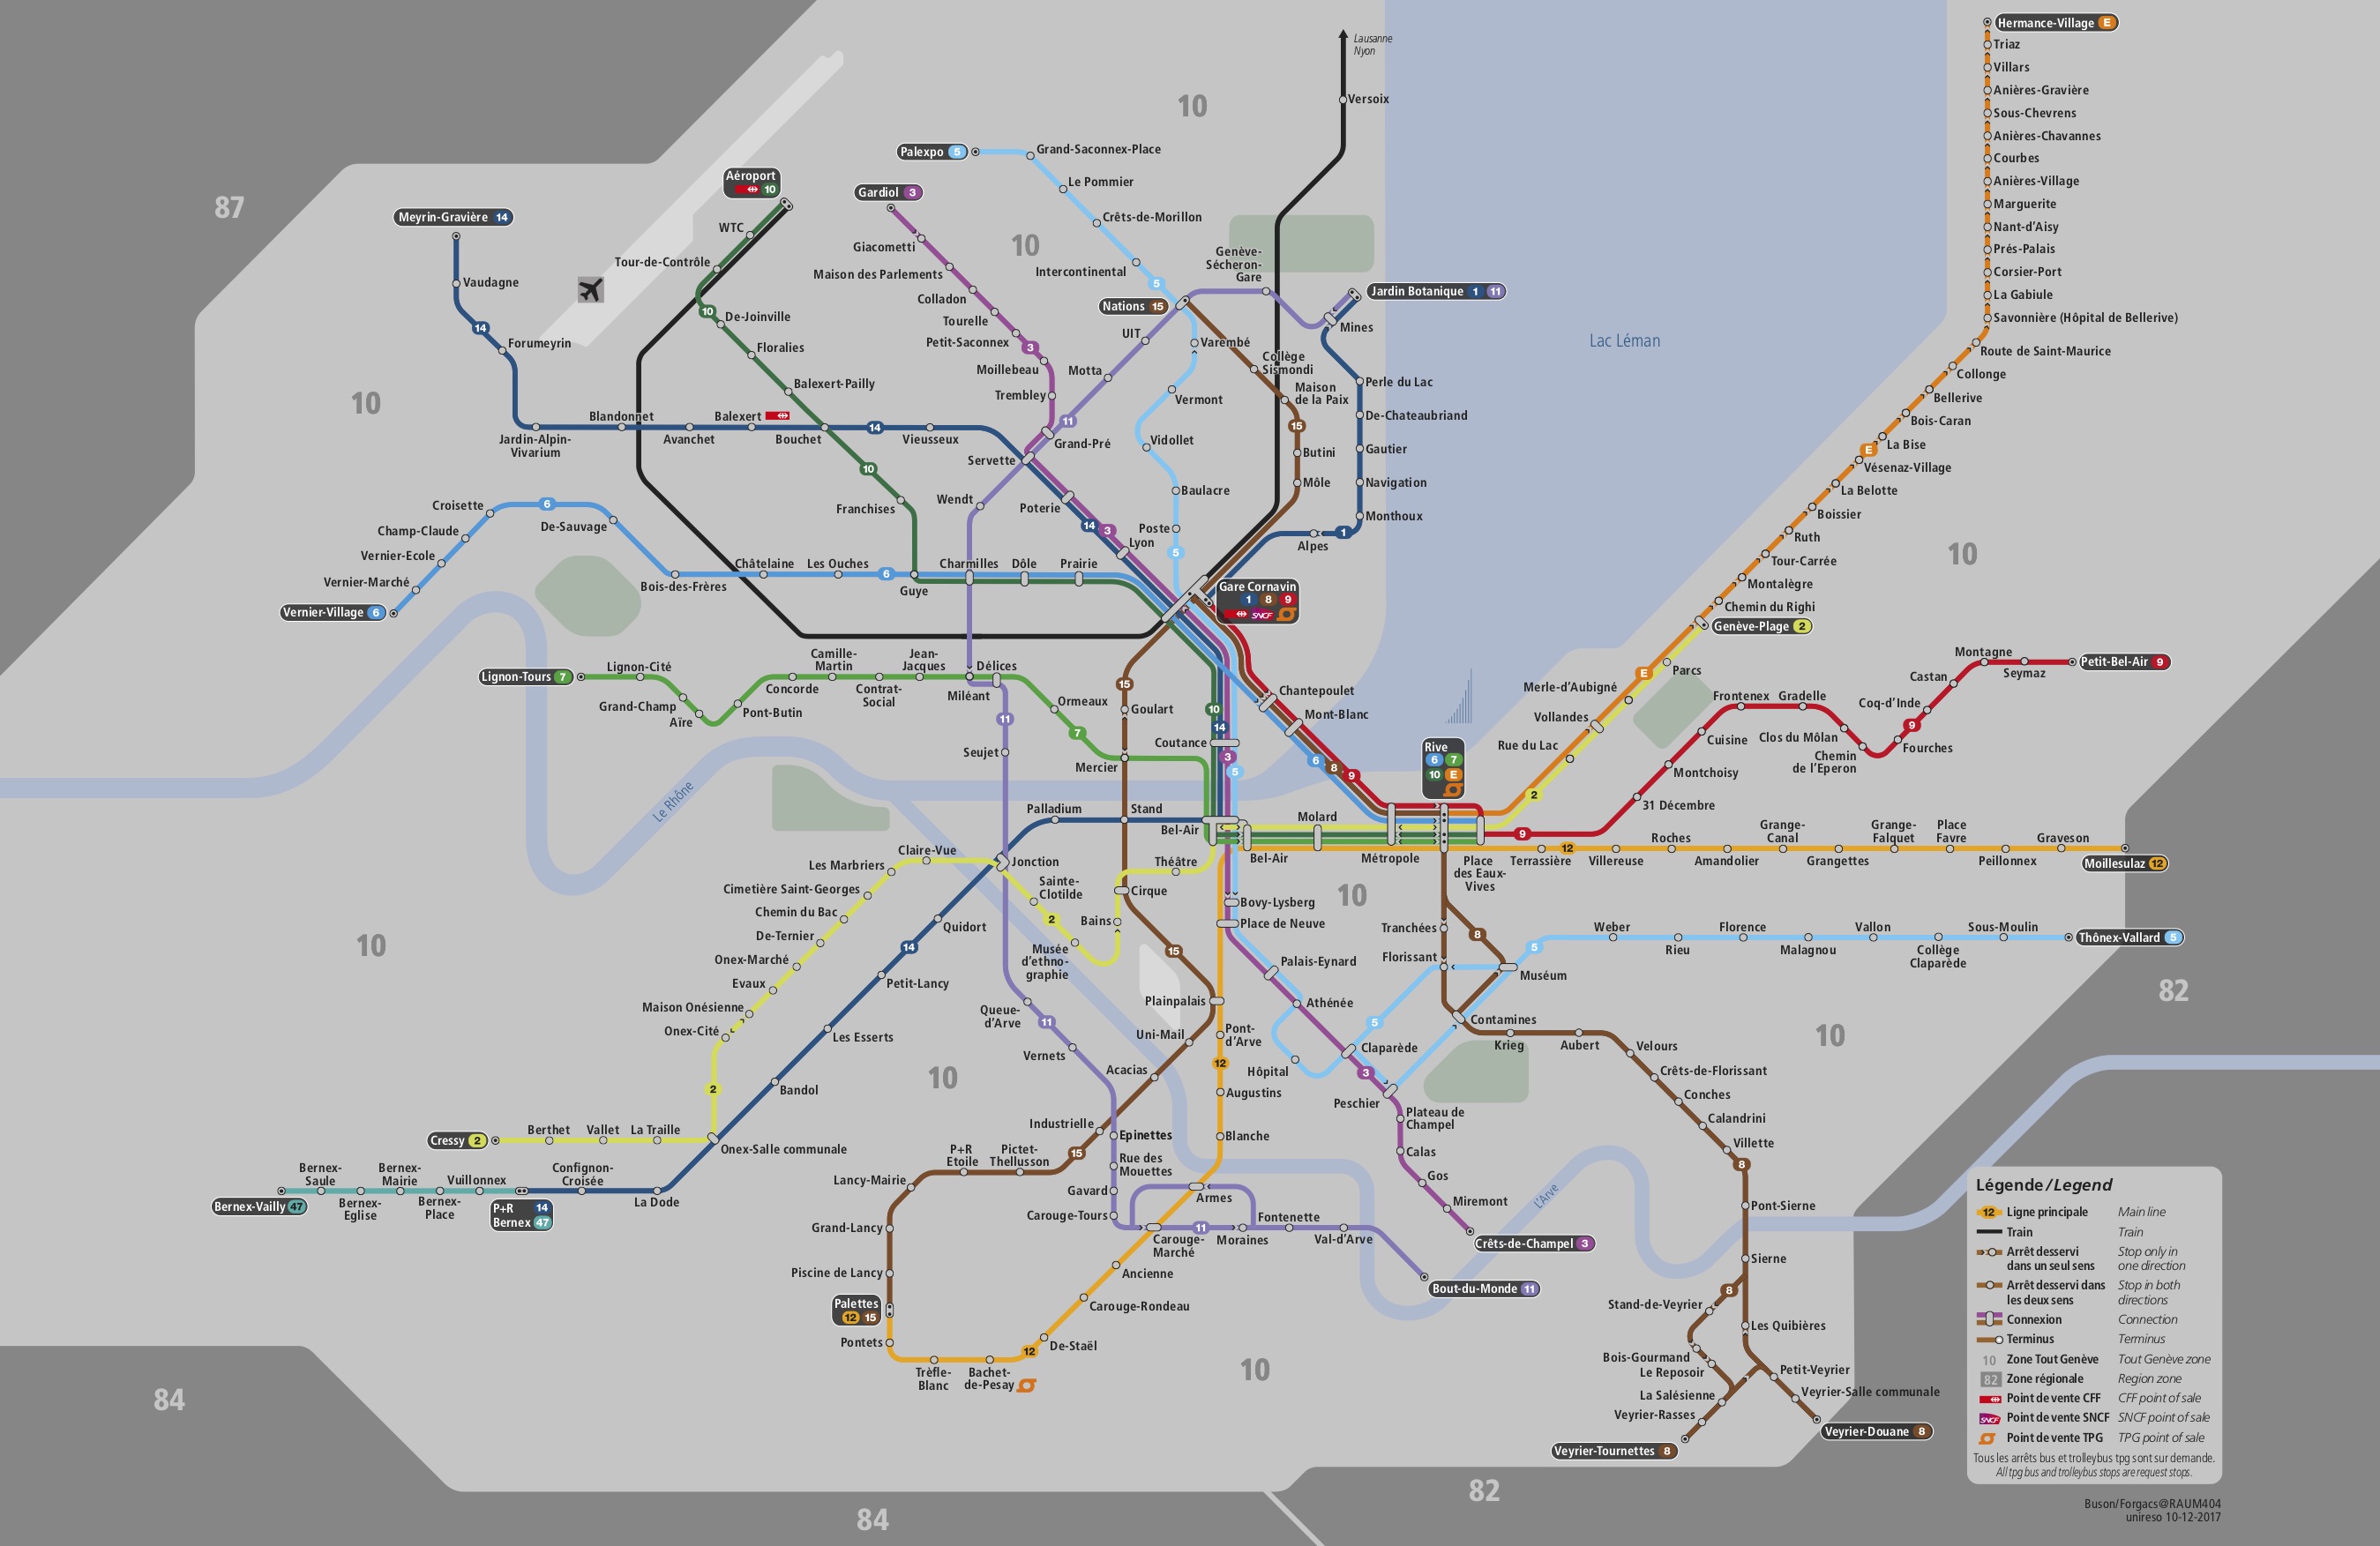 Lausanne
Nyon
Versoix
10
87
Hermance-Village E
Triaz
Villars
Anières-Gravière
Sous-Chevrens
Anières-Chavannes
Courbes
Anières-Village
Marguerite
Nant-d'Aisy
Prés-Palais
Corsier-Port
La Gabiule
Savonnière (Hôpital de Bellerive)
Route de Saint-Maurice
Collonge
Bellerive
Bois-Caran
La Bise
E
Vésenaz-Village
La Belotte
Boissier
Ruth
Tour-Carrée
Montalègre
Chemin du Righi
Genève-Plage 2
10
Parcs
E
Merle-d'Aubigné
Vollandes
Rue du Lac
2
Lac Léman
Palexpo 5
Grand-Saconnex-Place
Le Pommier
Crêts-de-Morillon
Intercontinental
5
10
Nations 15
Varembé
Vermont
Vidollet
Baulacre
Poste
5
Gardiol 3
Giacometti
Maison des Parlements
Colladon
Tourelle
Petit-Saconnex
3
Moillebeau
Trembley
Grand-Pré
Servette
Poterie
14
3
Lyon
Aéroport
10
WTC
Tour-de-Contrôle
10
De-Joinville
Floralies
Balexert-Pailly
Bouchet
10
Franchises
Guye
Meyrin-Gravière 14
Vaudagne
14
Forumeyrin
Jardin-Alpin-
Vivarium
Blandonnet
Avanchet
Balexert
14
Vieusseux
10
Genève-
Sécheron-
Gare
Jardin Botanique 1 11
Mines
UIT
Motta
11
Wendt
Collège
Sismondi
Maison
de la Paix
15
Butini
Môle
Perle du Lac
De-Chateaubriand
Gautier
Navigation
Monthoux
1
Alpes
Croisette
6
De-Sauvage
Champ-Claude
Vernier-Ecole
Vernier-Marché
Vernier-Village 6
Bois-des-Frères
Châtelaine
Les Ouches
6
Charmilles
Dôle
Prairie
Gare Cornavin
1 8 9
SNCF
Lignon-Tours 7
Lignon-Cité
Grand-Champ
Aïre
Pont-Butin
Concorde
Camille-
Martin
Contrat-
Social
Jean-
Jacques
Miléant
Délices
Ormeaux
7
Mercier
11
Seujet
15
Goulart
10
14
Coutance
3
5
Chantepoulet
Mont-Blanc
6
8
9
Rive
6 7
10 E
Montagne
Petit-Bel-Air 9
Seymaz
Castan
Coq-d'Inde
9
Fourches
Frontenex
Gradelle
Clos du Môlan
Chemin
de l'Eperon
Cuisine
Montchoisy
31 Décembre
9
Le Rhône
Palladium
Stand
Bel-Air
Bel-Air
Molard
Métropole
Place
des Eaux-
Vives
Terrassière
12
Villereuse
Roches
Amandolier
Grange-
Canal
Grangettes
Grange-
Falquet
Place
Favre
Peillonnex
Graveson
Moillesulaz 12
Claire-Vue
Les Marbriers
Cimetière Saint-Georges
Chemin du Bac
De-Ternier
Onex-Marché
Evaux
Maison Onésienne
Onex-Cité
2
Jonction
Sainte-
Clotilde
2
Musée
d'ethno-
graphie
Bains
Théâtre
Cirque
Quidort
14
Petit-Lancy
Les Esserts
Bandol
Onex-Salle communale
10
10
10
Bovy-Lysberg
Place de Neuve
Palais-Eynard
Athénée
Hôpital
Claparède
3
Peschier
5
Plateau de
Champel
Calas
Gos
Miremont
Crêts-de-Champel 3
Tranchées
8
Florissant
5
Muséum
Weber
Rieu
Florence
Malagnou
Vallon
Collège
Claparède
Sous-Moulin
Thônex-Vallard 5
82
10
Contamines
Krieg
Aubert
Velours
Crêts-de-Florissant
Conches
Calandrini
Villette
8
Pont-Sierne
Sierne
8
Stand-de-Veyrier
Les Quibières
Bois-Gourmand
Le Reposoir
La Salésienne
Veyrier-Rasses
Veyrier-Tournettes 8
Petit-Veyrier
Veyrier-Salle communale
Veyrier-Douane 8
15
Plainpalais
Uni-Mail
Acacias
Industrielle
15
Pictet-
Thellusson
P+R
Etoile
Lancy-Mairie
Grand-Lancy
Piscine de Lancy
Palettes
12 15
Pontets
Trèfle-
Blanc
Bachet-
de-Pesay
12
De-Staël
Carouge-Rondeau
Ancienne
Pont-
d'Arve
12
Augustins
Blanche
Queue-
d'Arve
11
Vernets
Epinettes
Rue des
Mouettes
Gavard
Carouge-Tours
Armes
Carouge-
Marché
11
Moraines
Fontenette
Val-d'Arve
Bout-du-Monde 11
L'Arve
Cressy 2
Berthet
Vallet
La Traille
Bernex-Vailly 47
Bernex-
Saule
Bernex-
Eglise
Bernex-
Mairie
Bernex-
Place
Vuillonnex
P+R 14
Bernex 47
Confignon-
Croisée
La Dode
84
84
10
82
Légende/Legend
12 Ligne principale Main line
Train Train
Arrêt desservi dans un seul sens Stop only in one direction
Arrêt desservi dans les deux sens Stop in both directions
Connexion Connection
Terminus Terminus
10 Zone Tout Genève Tout Genève zone
82 Zone régionale Region zone
Point de vente CFF CFF point of sale
SNCF Point de vente SNCF SNCF point of sale
Point de vente TPG TPG point of sale
Tous les arrêts bus et trolleybus tpg sont sur demande.
All tpg bus and trolleybus stops are request stops.
Buson/Forgacs@RAUM404
unireso 10-12-2017